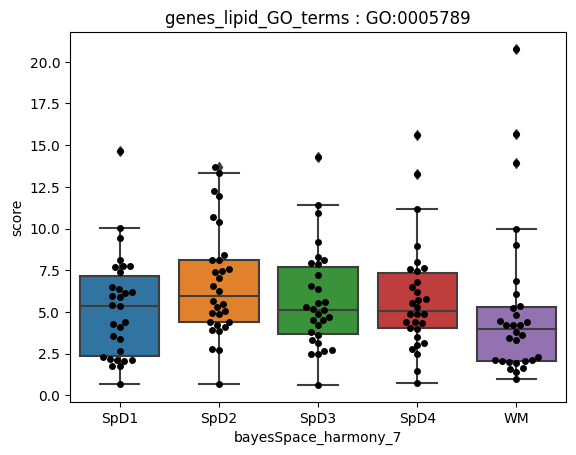 genes_lipid_GO_terms : GO:0005789
20.0
17.5
15.0
12.5
10.0
7.5
5.0
2.5
0.0
score
SpD1 SpD2 SpD3 SpD4 WM
bayesSpace_harmony_7